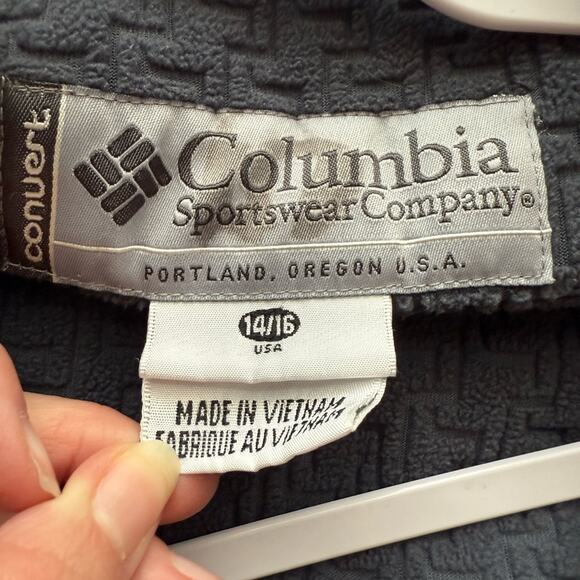 convert
Columbia
Sportswear Company®
PORTLAND, OREGON U.S.A.
14/16
USA
MADE IN VIETNAM
FABRIQUE AU VIETNAM